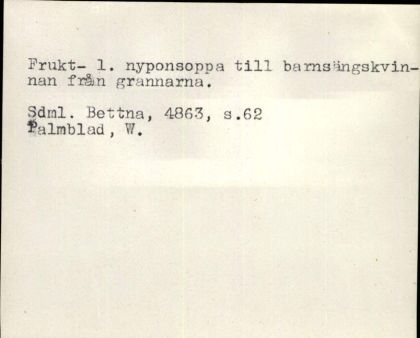 Frukt- l. nyponsoppa till barnsängskvin-
nan från grannarna.
Sdml. Bettna, 4863, s.62
Palmblad, W.